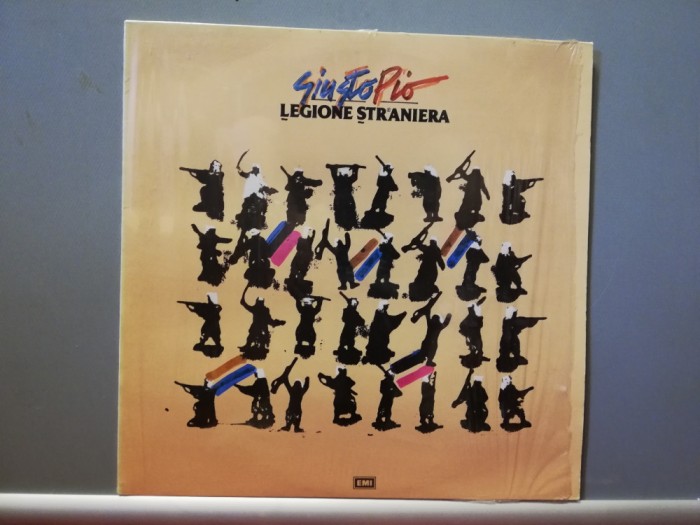 Giusto Pio
LEGIONE STRANIERA
EMI